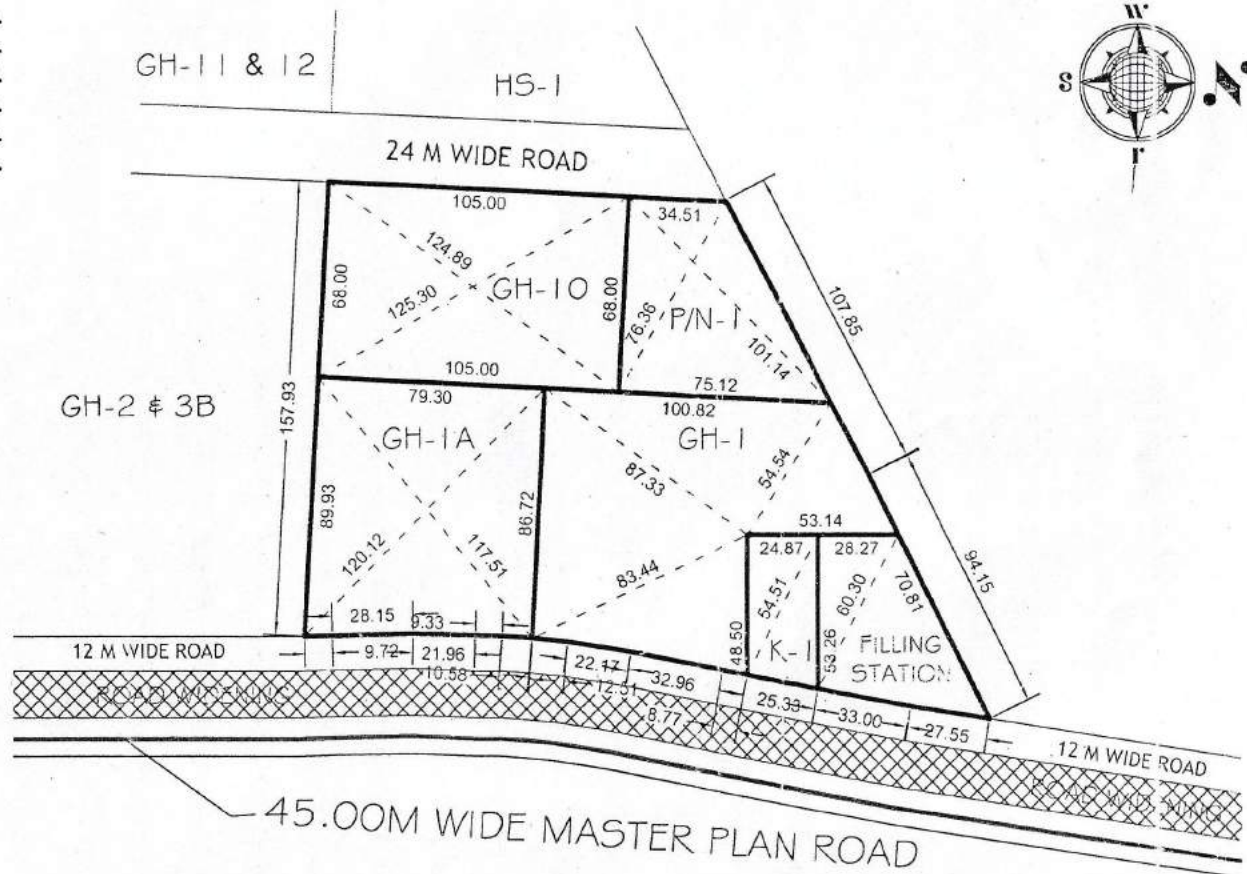 GH-11 & 12
HS-1
W
S
N
24 M WIDE ROAD
105.00
34.51
124.89
68.00
GH-10
68.00
P/N-1
107.85
125.30
76.36
101.14
105.00
75.12
79.30
100.82
GH-2 & 3B
157.93
GH-1A
GH-1
87.33
54.54
89.93
86.72
53.14
24.87
28.27
120.12
117.51
83.44
54.51
60.30
70.81
94.15
28.15
9.33
48.50
K-1
53.26
FILLING
STATION
12 M WIDE ROAD
9.72
21.96
22.17
10.58
12.51
32.96
25.33
33.00
8.77
27.55
12 M WIDE ROAD
ROAD WIDENING
ROAD WIDENING
45.00M WIDE MASTER PLAN ROAD